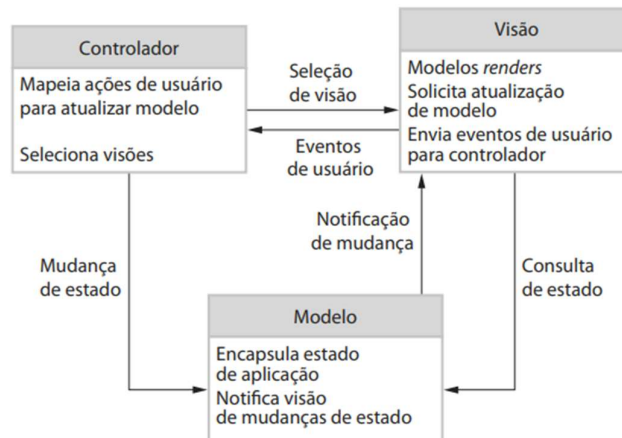 Controlador
Mapeia ações de usuário
para atualizar modelo
Seleciona visões
Seleção
de visão
Eventos
de usuário
Visão
Modelos renders
Solicita atualização
de modelo
Envia eventos de usuário
para controlador
Mudança
de estado
Notificação
de mudança
Consulta
de estado
Modelo
Encapsula estado
de aplicação
Notifica visão
de mudanças de estado